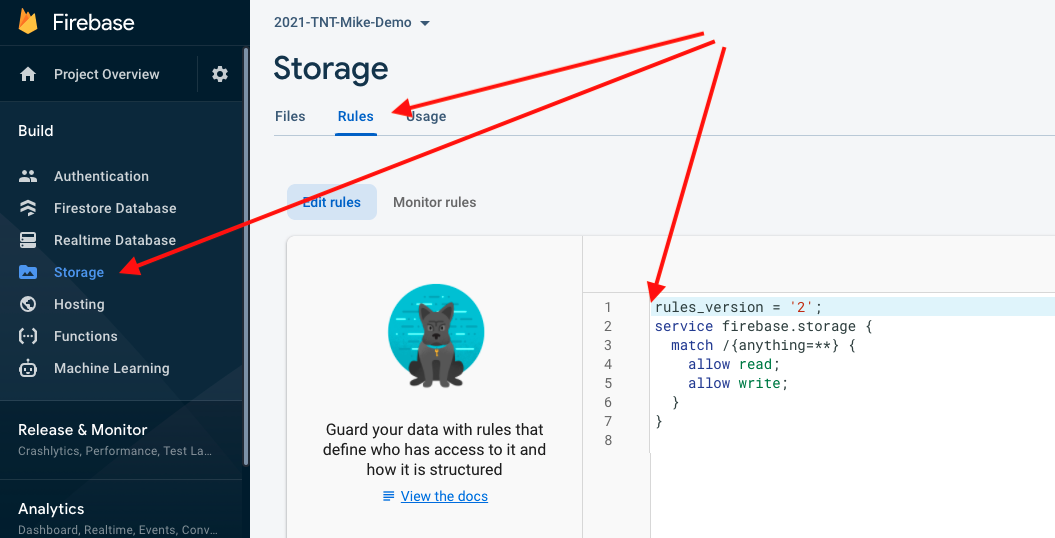 Firebase
Project Overview
Build
Authentication
Firestore Database
Realtime Database
Storage
Hosting
Functions
Machine Learning
Release & Monitor
Crashlytics, Performance, Test La...
Analytics
Dashboard, Realtime, Events, Conv...
2021-TNT-Mike-Demo
Storage
Files Rules Usage
Edit rules Monitor rules
Guard your data with rules that
define who has access to it and
how it is structured
View the docs
1 rules_version = '2';
2 service firebase.storage {
3   match /{anything=**} {
4     allow read;
5     allow write;
6   }
7 }
8